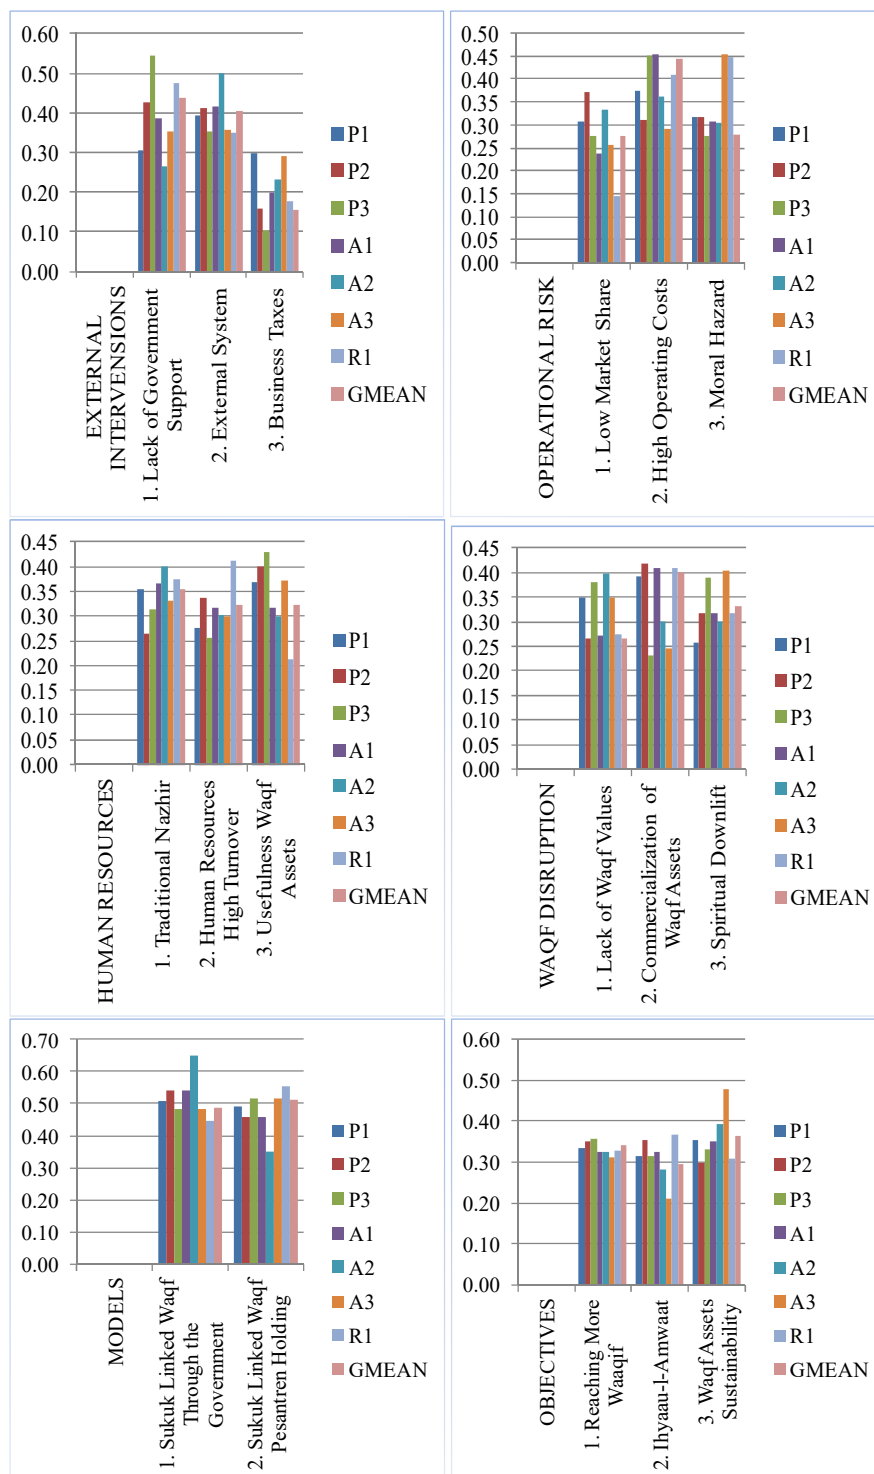 0.60
0.50
0.40
0.30
0.20
0.10
0.00
EXTERNAL
INTERVENSIONS
1. Lack of Government
Support
2. External System
3. Business Taxes
P1
P2
P3
A1
A2
A3
R1
GMEAN
0.50
0.45
0.40
0.35
0.30
0.25
0.20
0.15
0.10
0.05
0.00
OPERATIONAL RISK
1. Low Market Share
2. High Operating Costs
3. Moral Hazard
P1
P2
P3
A1
A2
A3
R1
GMEAN
0.45
0.40
0.35
0.30
0.25
0.20
0.15
0.10
0.05
0.00
HUMAN RESOURCES
1. Traditional Nazhir
2. Human Resources
High Turnover
3. Usefulness Waqf
Assets
P1
P2
P3
A1
A2
A3
R1
GMEAN
0.45
0.40
0.35
0.30
0.25
0.20
0.15
0.10
0.05
0.00
WAQF DISRUPTION
1. Lack of Waqf Values
2. Commercialization of
Waqf Assets
3. Spiritual Downlift
P1
P2
P3
A1
A2
A3
R1
GMEAN
0.70
0.60
0.50
0.40
0.30
0.20
0.10
0.00
MODELS
1. Sukuk Linked Waqf
Through the
Government
2. Sukuk Linked Waqf
Pesantren Holding
P1
P2
P3
A1
A2
A3
R1
GMEAN
0.60
0.50
0.40
0.30
0.20
0.10
0.00
OBJECTIVES
1. Reaching More
Waaqif
2. Ihyaau-l-Amwaat
3. Waqf Assets
Sustainability
P1
P2
P3
A1
A2
A3
R1
GMEAN